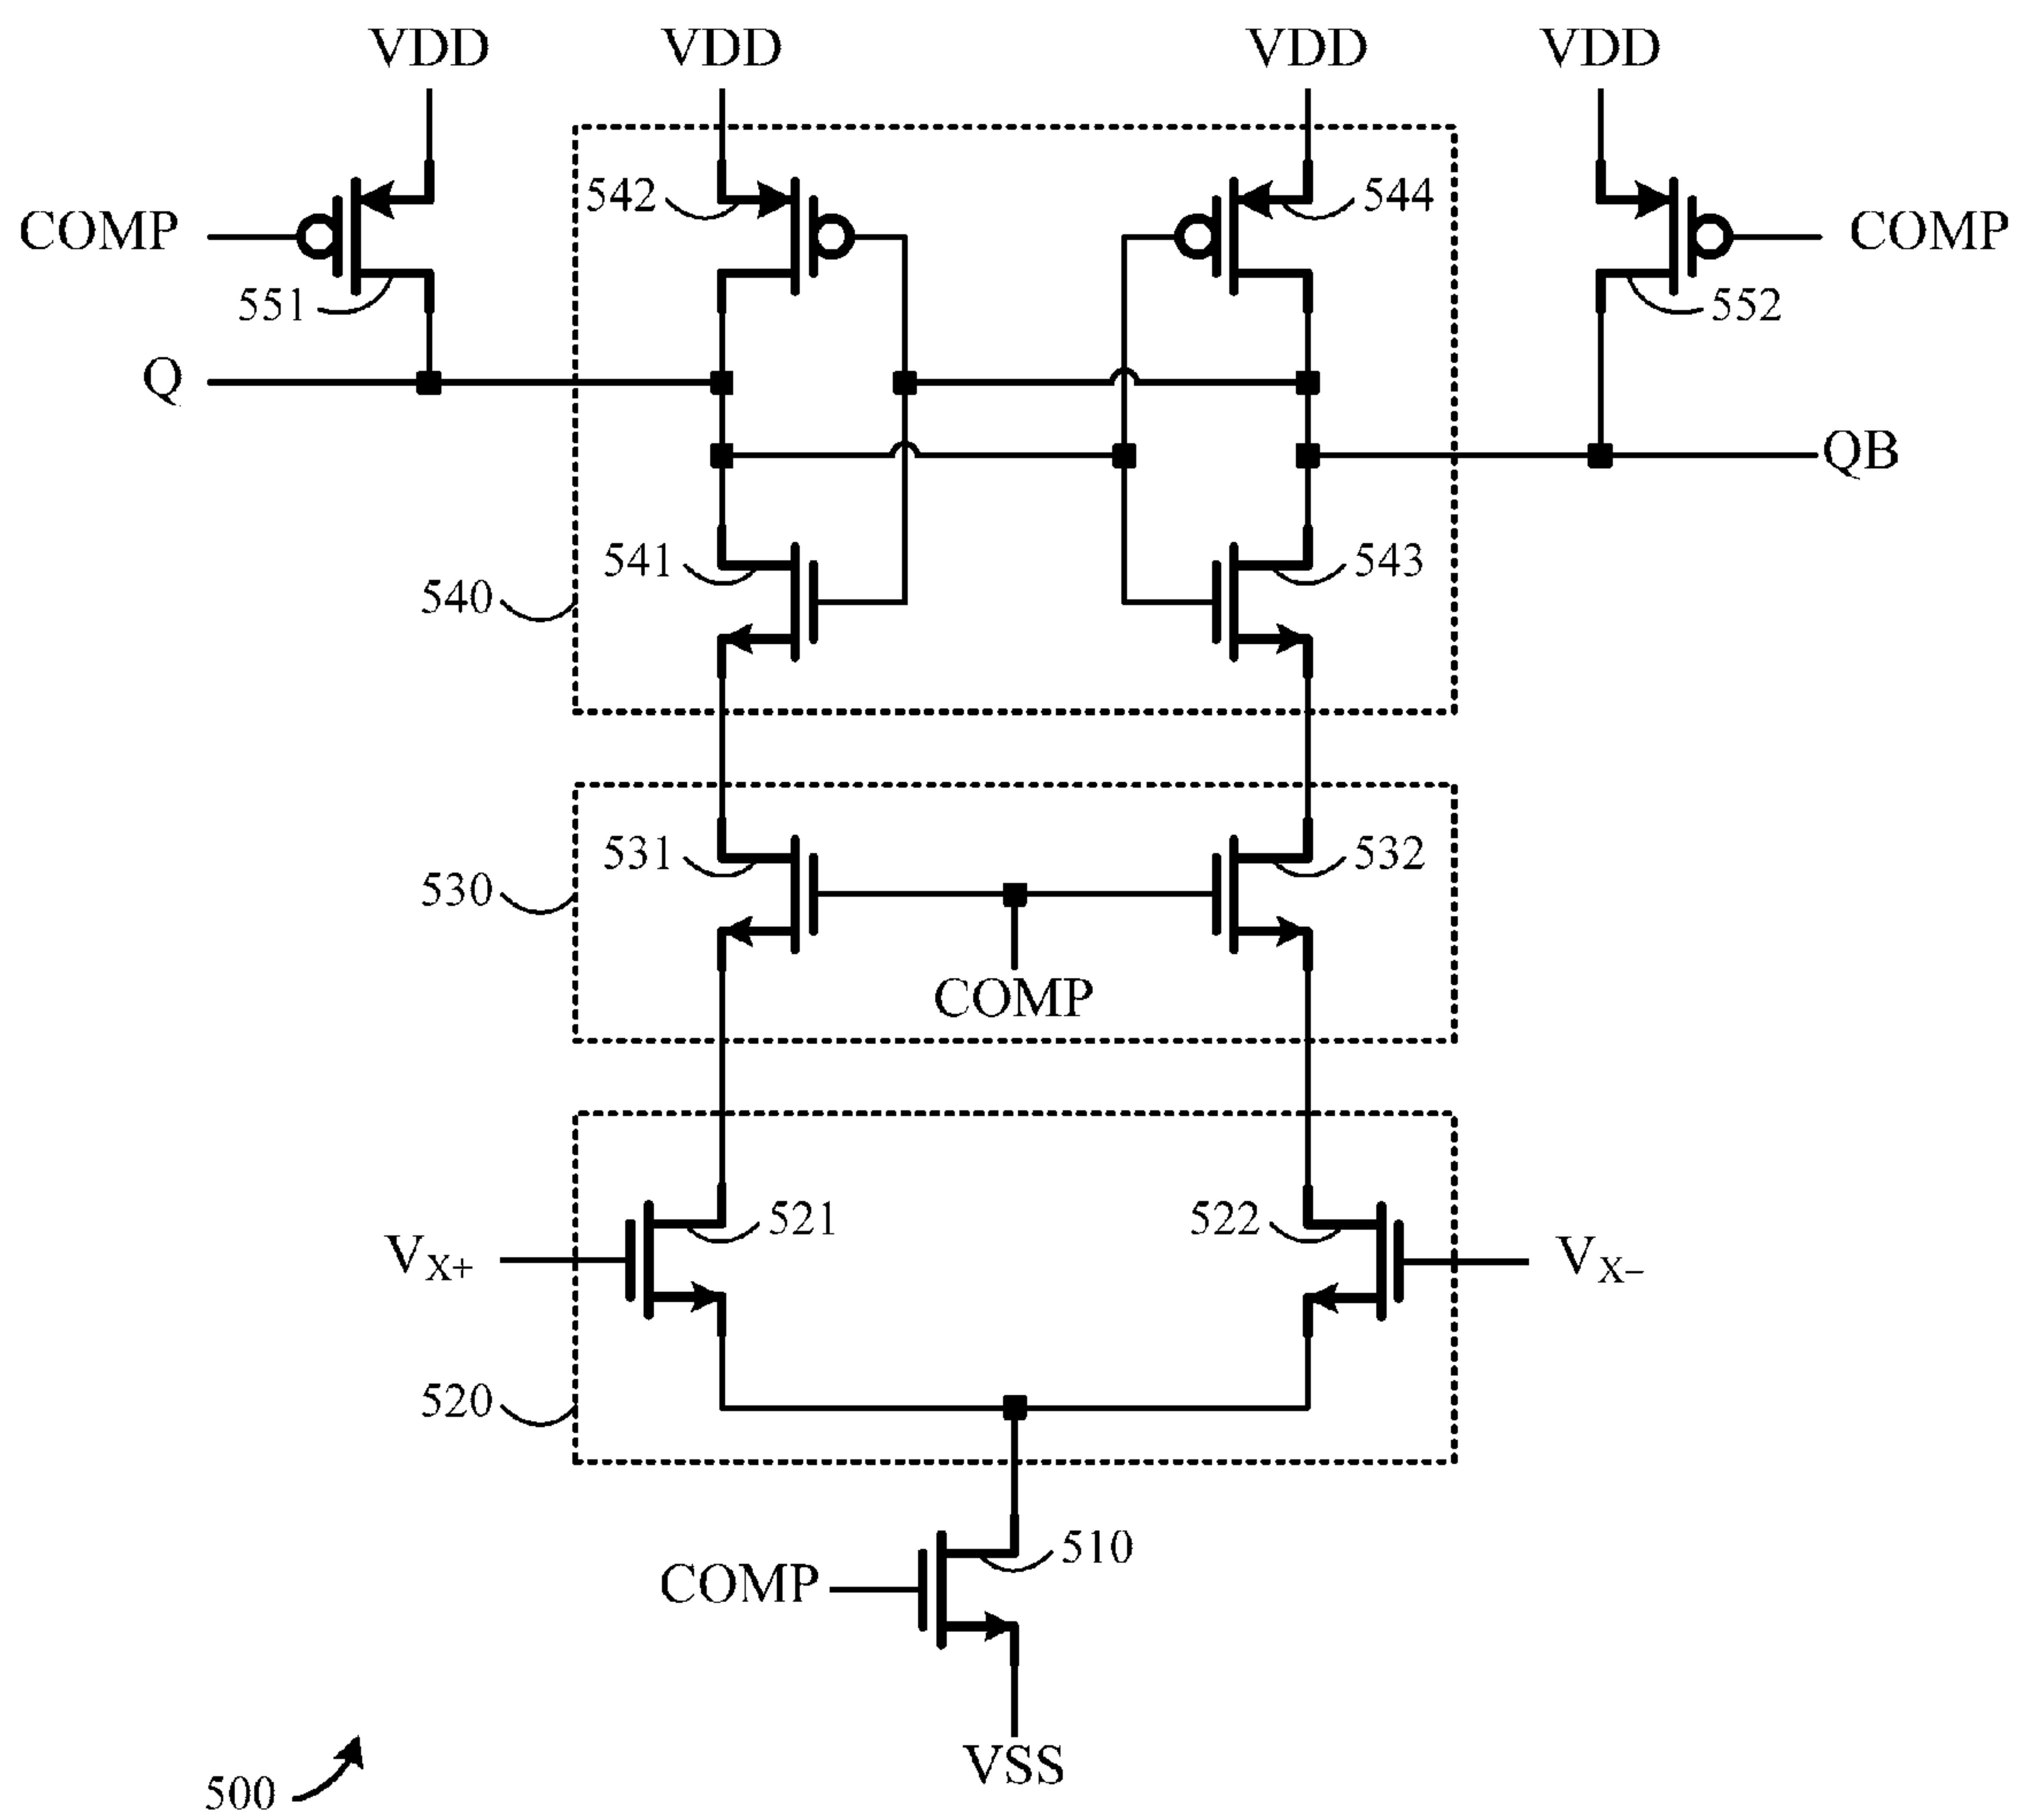 VDD VDD VDD VDD
542 544
COMP COMP
551 552
Q
QB
541 543
540
531 532
530
COMP
521 522
VX+ VX−
520
510
COMP
VSS
500